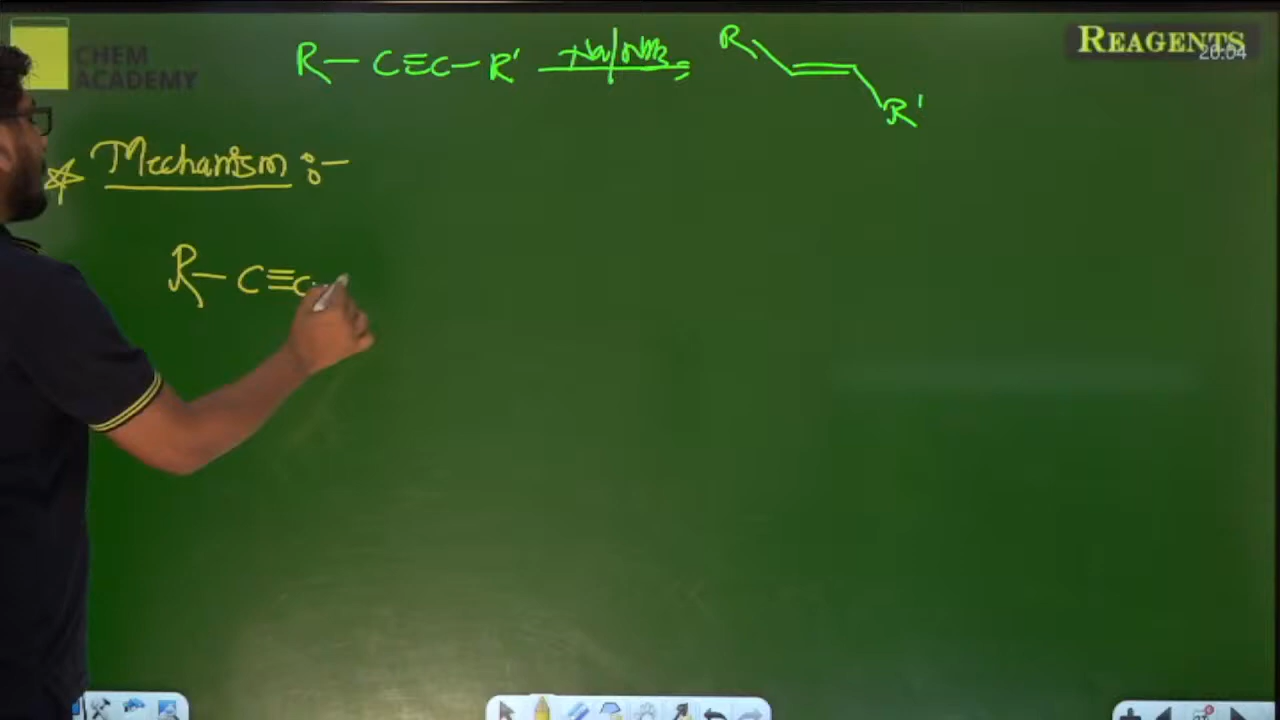 CHEM
ACADEMY
REAGENTS
20:04
R-C≡C-R' Na/NH3 R R'
Mechanism :-
R-C≡C